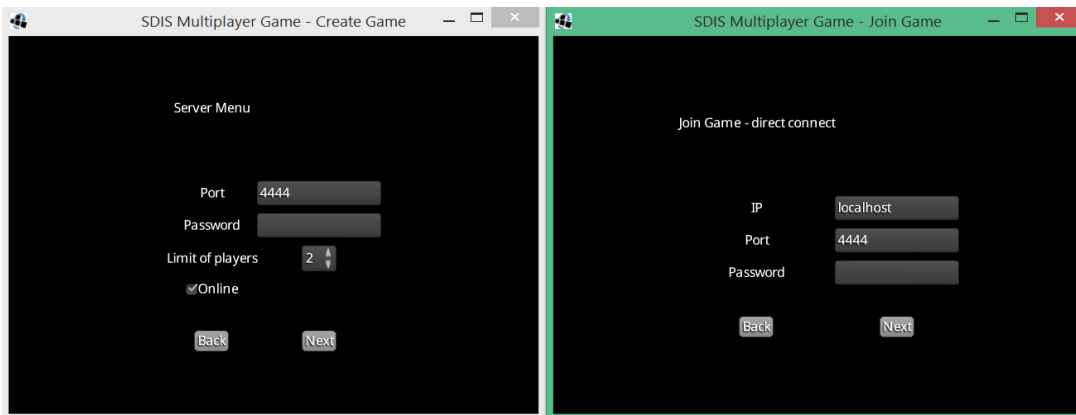 SDIS Multiplayer Game - Create Game
Server Menu
Port 4444
Password
Limit of players 2
Online
Back Next
SDIS Multiplayer Game - Join Game
Join Game - direct connect
IP localhost
Port 4444
Password
Back Next